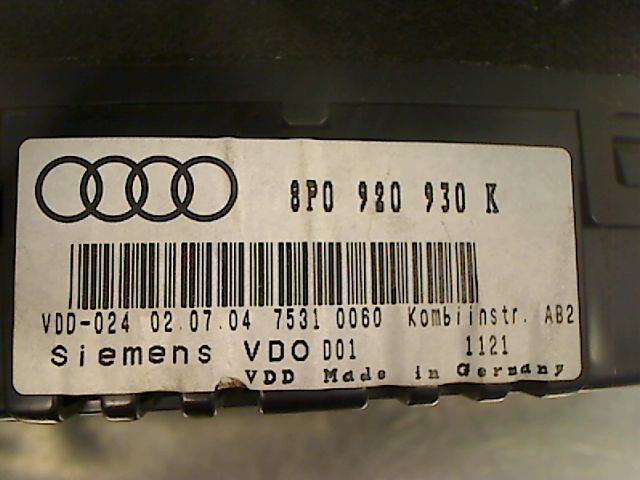 8P0 920 930 K
VDD-024 02.07.04 7531 0060 Kombiinstr. AB2
Siemens VDO D01 1121
VDD Made in Germany